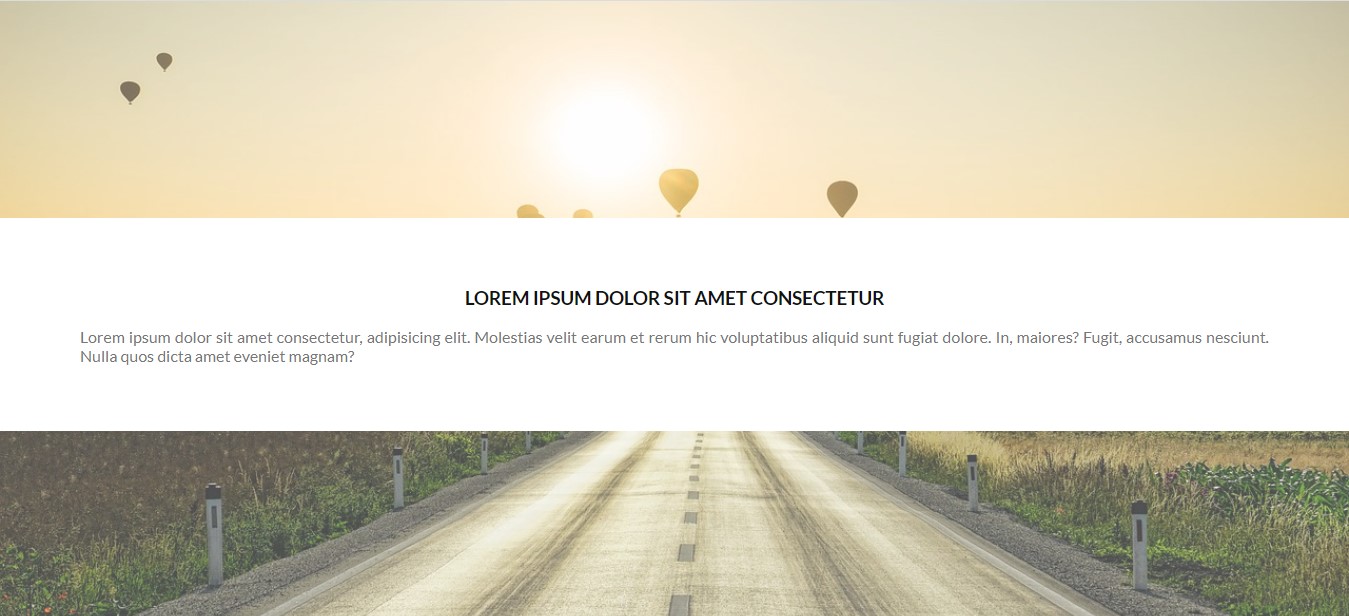 LOREM IPSUM DOLOR SIT AMET CONSECTETUR
Lorem ipsum dolor sit amet consectetur, adipisicing elit. Molestias velit earum et rerum hic voluptatibus aliquid sunt fugiat dolore. In, maiores? Fugit, accusamus nesciunt.
Nulla quos dicta amet eveniet magnam?